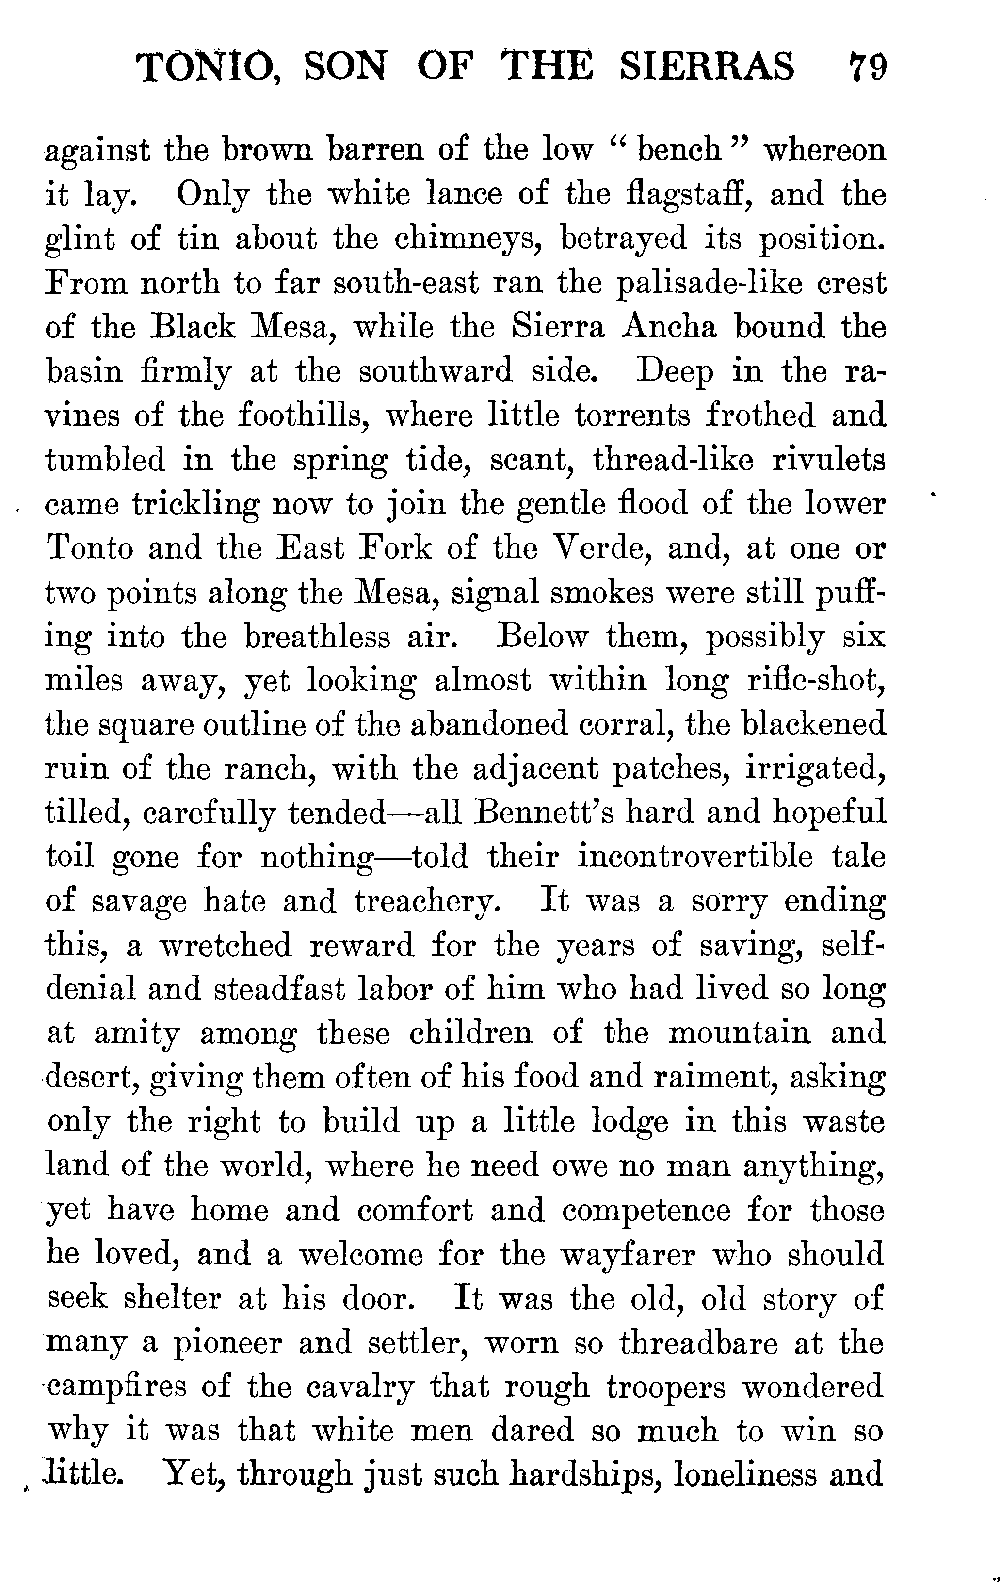 TONIO, SON OF THE SIERRAS 79
against the brown barren of the low “ bench ” whereon
it lay. Only the white lance of the flagstaff, and the
glint of tin about the chimneys, betrayed its position.
From north to far south-east ran the palisade-like crest
of the Black Mesa, while the Sierra Ancha bound the
basin firmly at the southward side. Deep in the ra-
vines of the foothills, where little torrents frothed and
tumbled in the spring tide, scant, thread-like rivulets
came trickling now to join the gentle flood of the lower
Tonto and the East Fork of the Verde, and, at one or
two points along the Mesa, signal smokes were still puff-
ing into the breathless air. Below them, possibly six
miles away, yet looking almost within long rifle-shot,
the square outline of the abandoned corral, the blackened
ruin of the ranch, with the adjacent patches, irrigated,
tilled, carefully tended—all Bennett’s hard and hopeful
toil gone for nothing—told their incontrovertible tale
of savage hate and treachery. It was a sorry ending
this, a wretched reward for the years of saving, self-
denial and steadfast labor of him who had lived so long
at amity among these children of the mountain and
desert, giving them often of his food and raiment, asking
only the right to build up a little lodge in this waste
land of the world, where he need owe no man anything,
yet have home and comfort and competence for those
he loved, and a welcome for the wayfarer who should
seek shelter at his door. It was the old, old story of
many a pioneer and settler, worn so threadbare at the
campfires of the cavalry that rough troopers wondered
why it was that white men dared so much to win so
little. Yet, through just such hardships, loneliness and